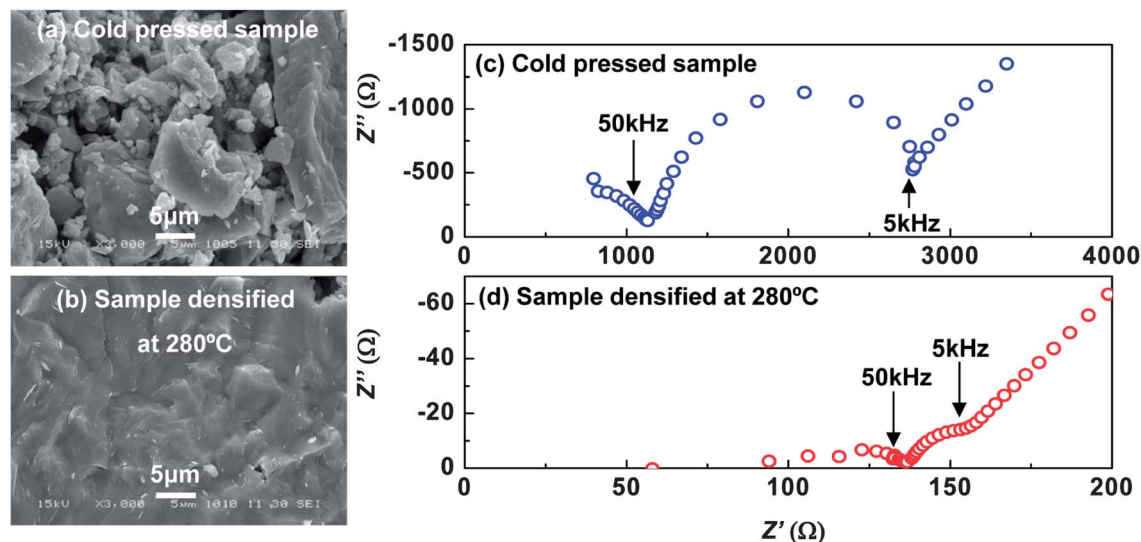 (a) Cold pressed sample
5μm
15kV X3,000 5μm 1005 11 30 SEI
(b) Sample densified
at 280ºC
5μm
15kV X3,000 5μm 1010 11 30 SEI
-1500
-1000
-500
0
Z'' (Ω)
(c) Cold pressed sample
50kHz
5kHz
0 1000 2000 3000 4000
-60
-40
-20
0
Z'' (Ω)
(d) Sample densified at 280ºC
50kHz
5kHz
0 50 100 150 200
Z' (Ω)